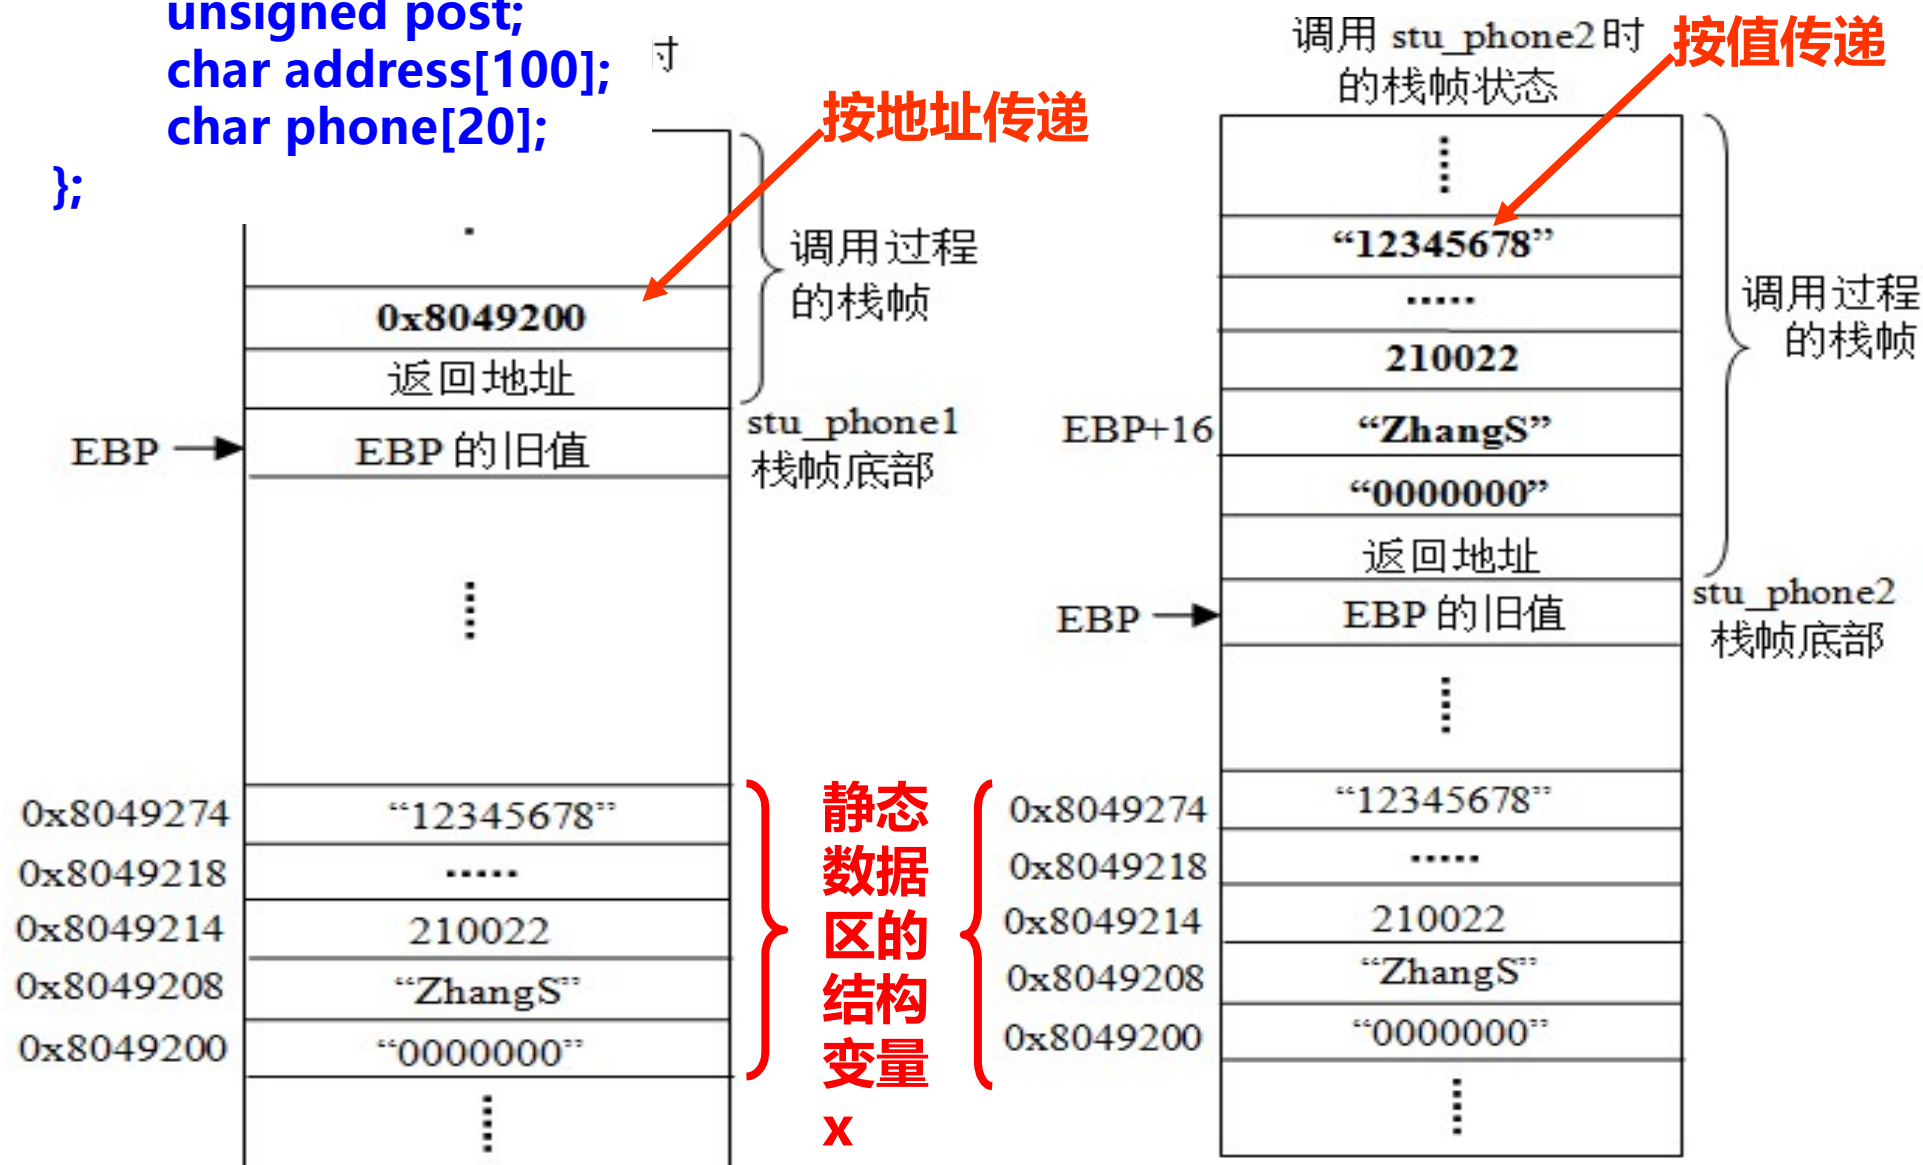 unsigned post;
char address[100];
char phone[20];
};
时
按地址传递
调用过程
的栈帧
0x8049200
返回地址
EBP
EBP 的旧值
stu_phone1
栈帧底部
0x8049274
“12345678”
0x8049218
·····
0x8049214
210022
0x8049208
“ZhangS”
0x8049200
“0000000”
静态
数据
区的
结构
变量
x
调用 stu_phone2 时
的栈帧状态
按值传递
“12345678”
·····
210022
EBP+16
“ZhangS”
“0000000”
返回地址
调用过程
的栈帧
EBP
EBP 的旧值
stu_phone2
栈帧底部
0x8049274
“12345678”
0x8049218
·····
0x8049214
210022
0x8049208
“ZhangS”
0x8049200
“0000000”